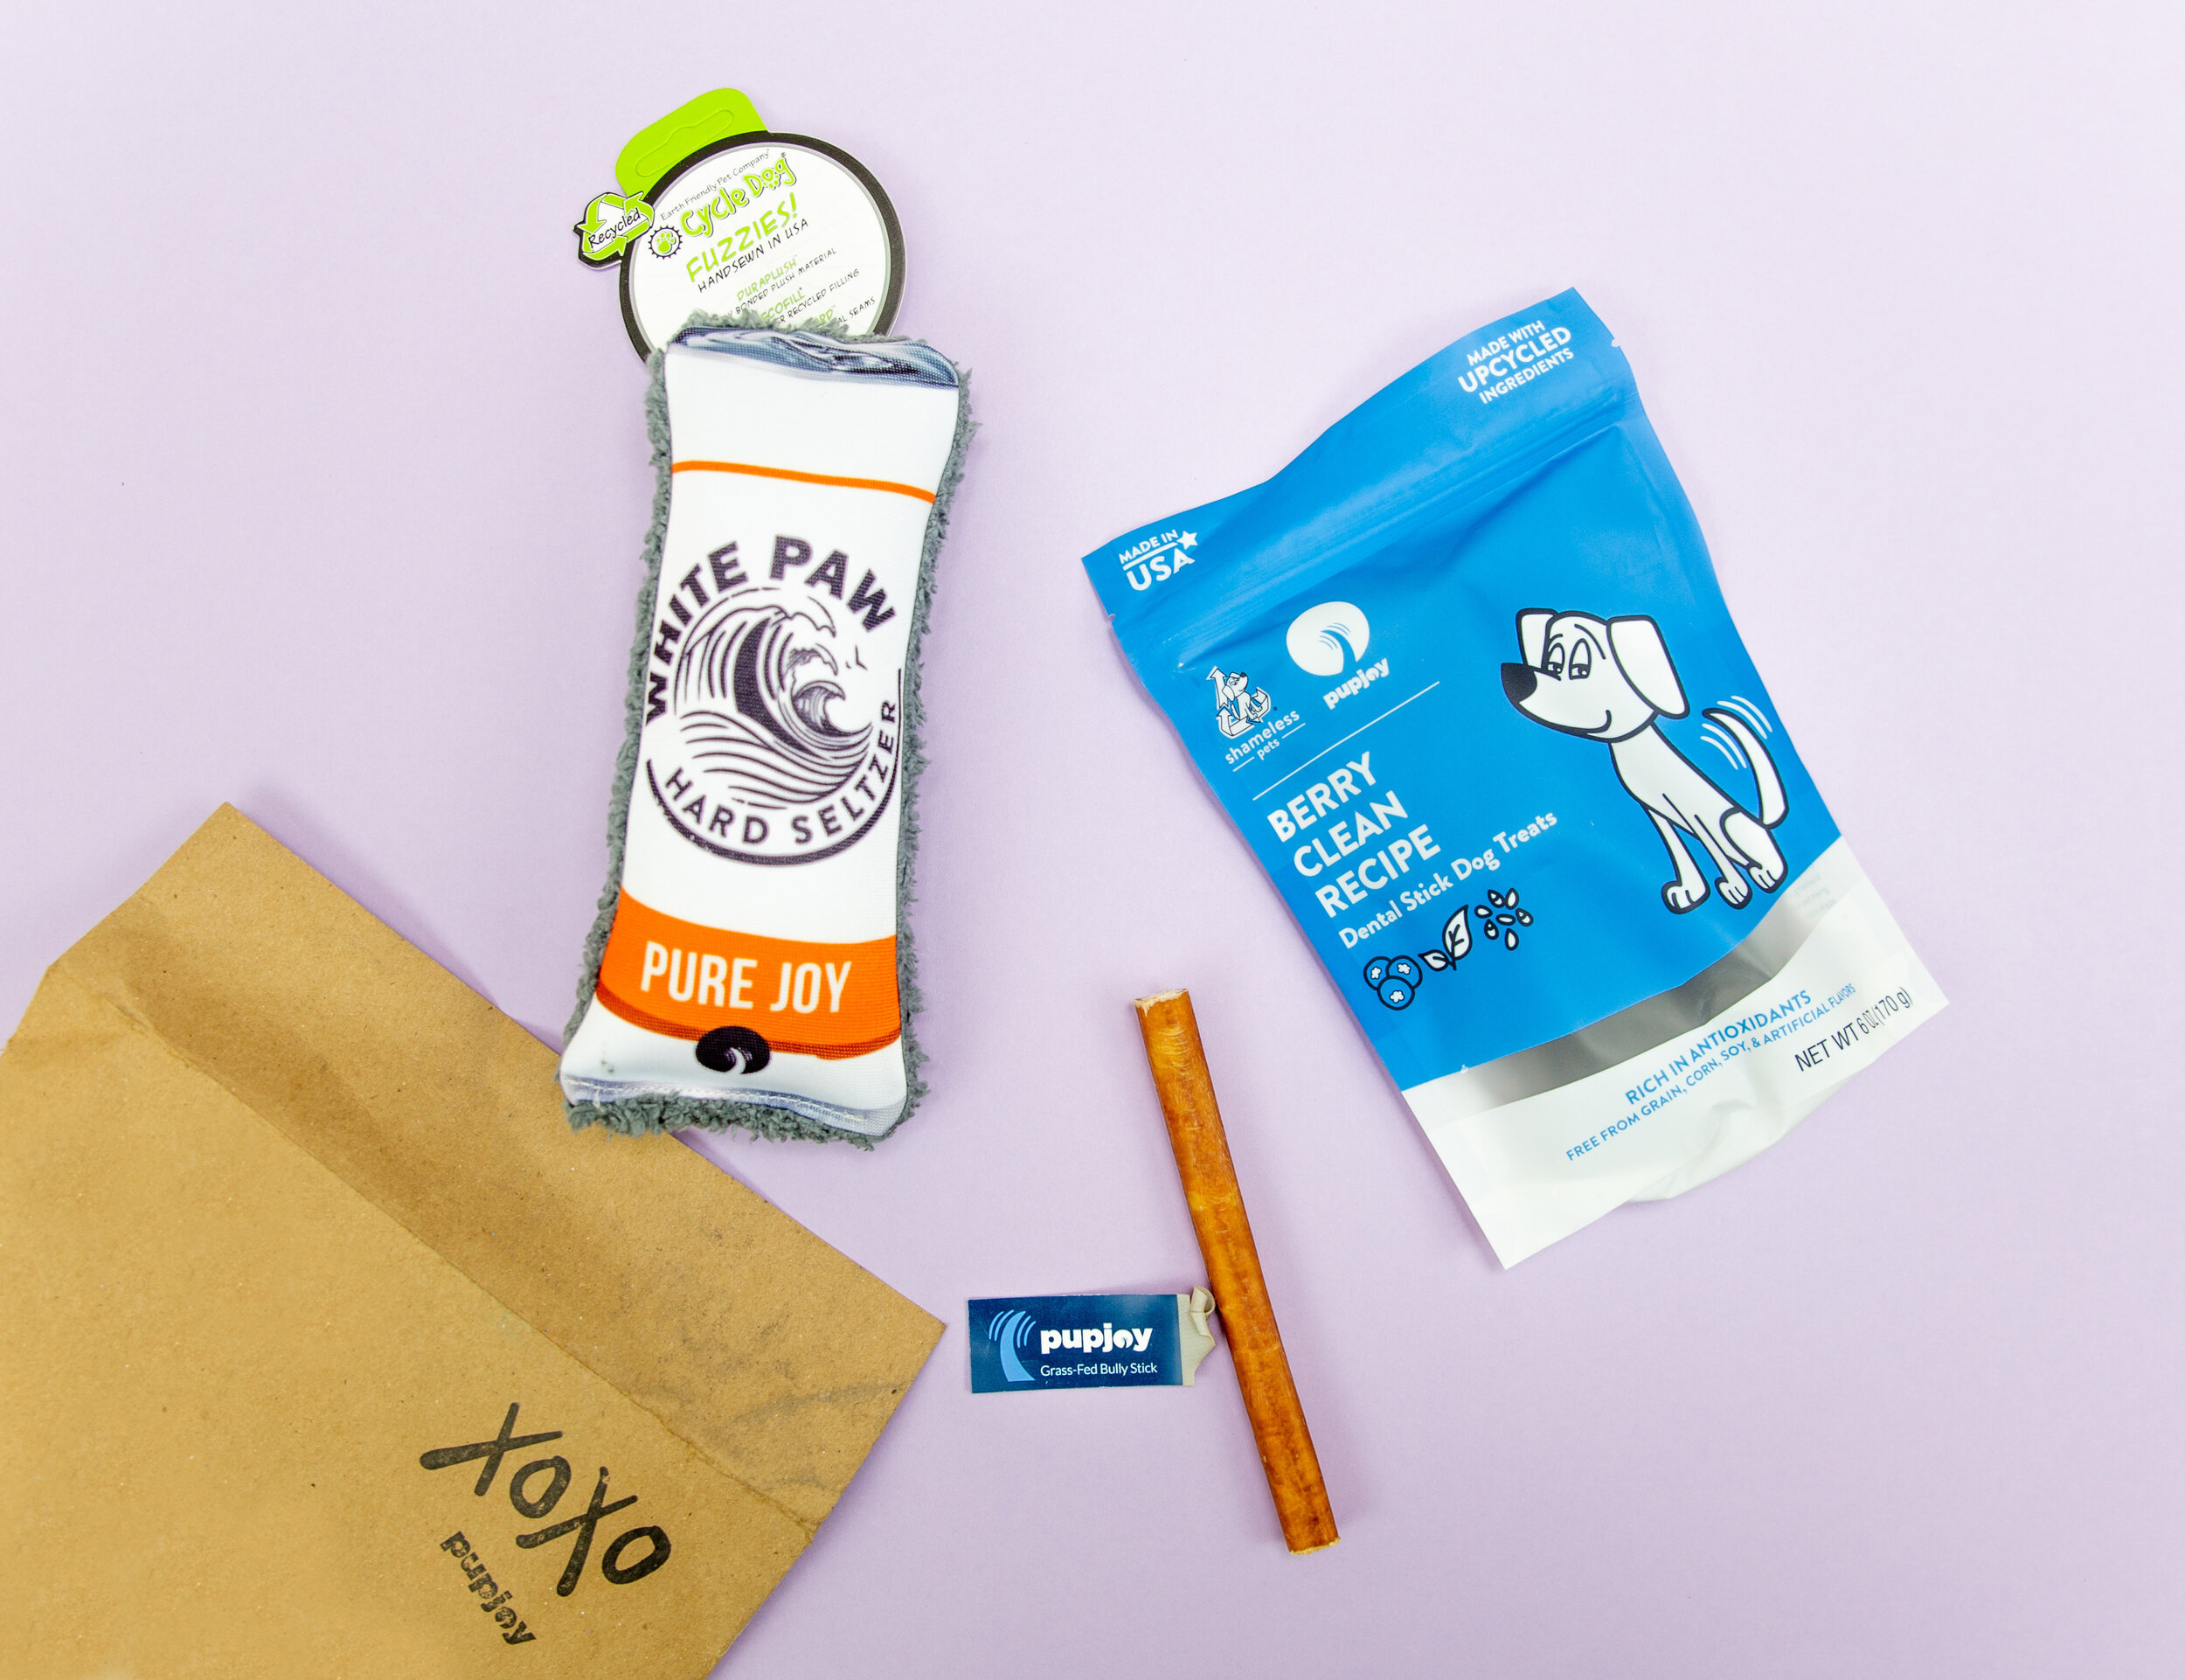 Earth Friendly Pet Company
Cycle Dog
Recycled
FUZZIES!
HANDSEWN IN USA
DURAPLUSH
BONDED PLUSH MATERIAL
ECOFILL
RECYCLED FILLING
SEAMS
WHITE PAW
HARD SELTZER
PURE JOY
MADE WITH
UPCYCLED
INGREDIENTS
MADE IN
USA
pupjoy
shameless
pets
BERRY
CLEAN
RECIPE
Dental Stick Dog Treats
RICH IN ANTIOXIDANTS
FREE FROM GRAIN, CORN, SOY, & ARTIFICIAL FLAVORS
NET WT 6 OZ (170 g)
pupjoy
Grass-Fed Bully Stick
XOXO
pupjoy